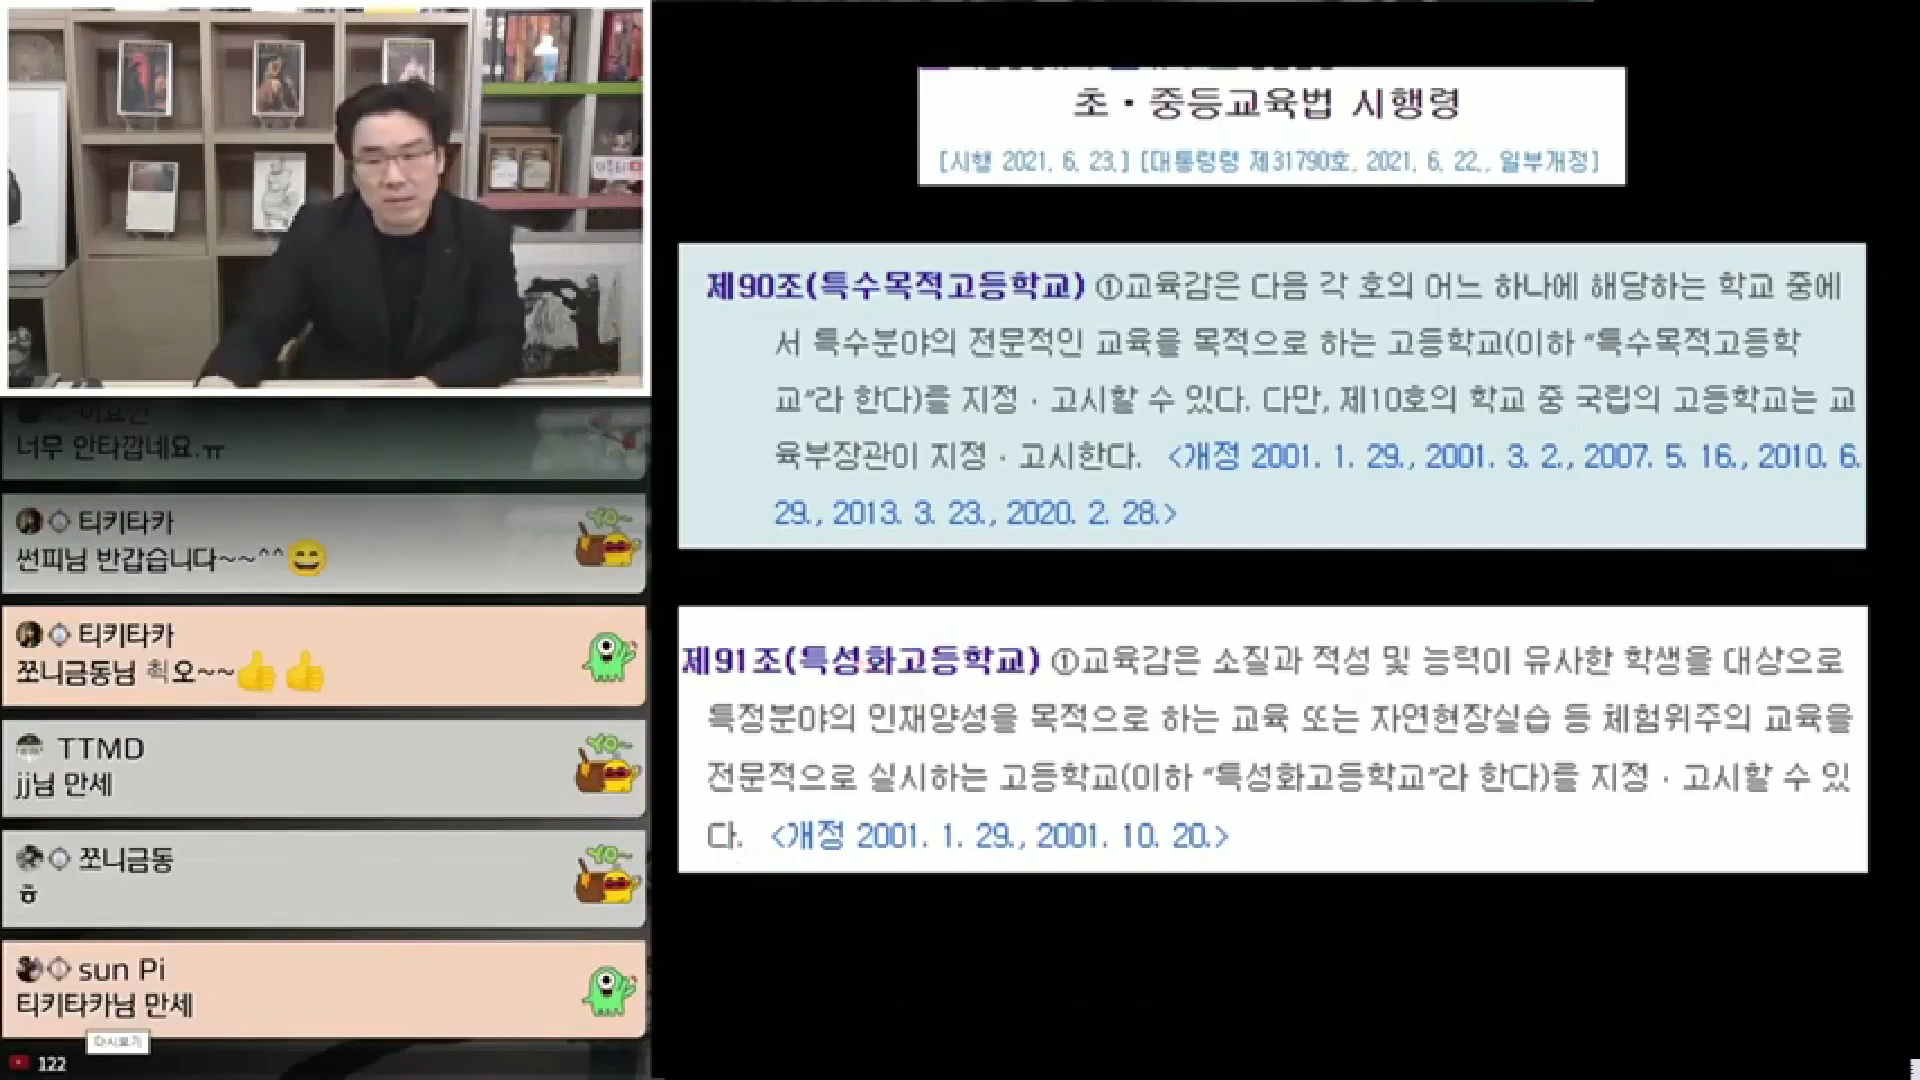 너무 안타깝네요.ㅠ
티키타카
썬피님 반갑습니다~~^^😄
티키타카
쪼니금동님 최오~~👍👍
TTMD
jj님 만세
쪼니금동
ㅎ
sun Pi
티키타카님 만세
다시보기
122
초·중등교육법 시행령
[시행 2021. 6. 23.] [대통령령 제31790호, 2021. 6. 22., 일부개정]
제90조(특수목적고등학교) ①교육감은 다음 각 호의 어느 하나에 해당하는 학교 중에
서 특수분야의 전문적인 교육을 목적으로 하는 고등학교(이하 “특수목적고등학
교”라 한다)를 지정·고시할 수 있다. 다만, 제10호의 학교 중 국립의 고등학교는 교
육부장관이 지정·고시한다. <개정 2001. 1. 29., 2001. 3. 2., 2007. 5. 16., 2010. 6.
29., 2013. 3. 23., 2020. 2. 28.>
제91조(특성화고등학교) ①교육감은 소질과 적성 및 능력이 유사한 학생을 대상으로
특정분야의 인재양성을 목적으로 하는 교육 또는 자연현장실습 등 체험위주의 교육을
전문적으로 실시하는 고등학교(이하 “특성화고등학교”라 한다)를 지정·고시할 수 있
다. <개정 2001. 1. 29., 2001. 10. 20.>
YO~
YO~
YO~